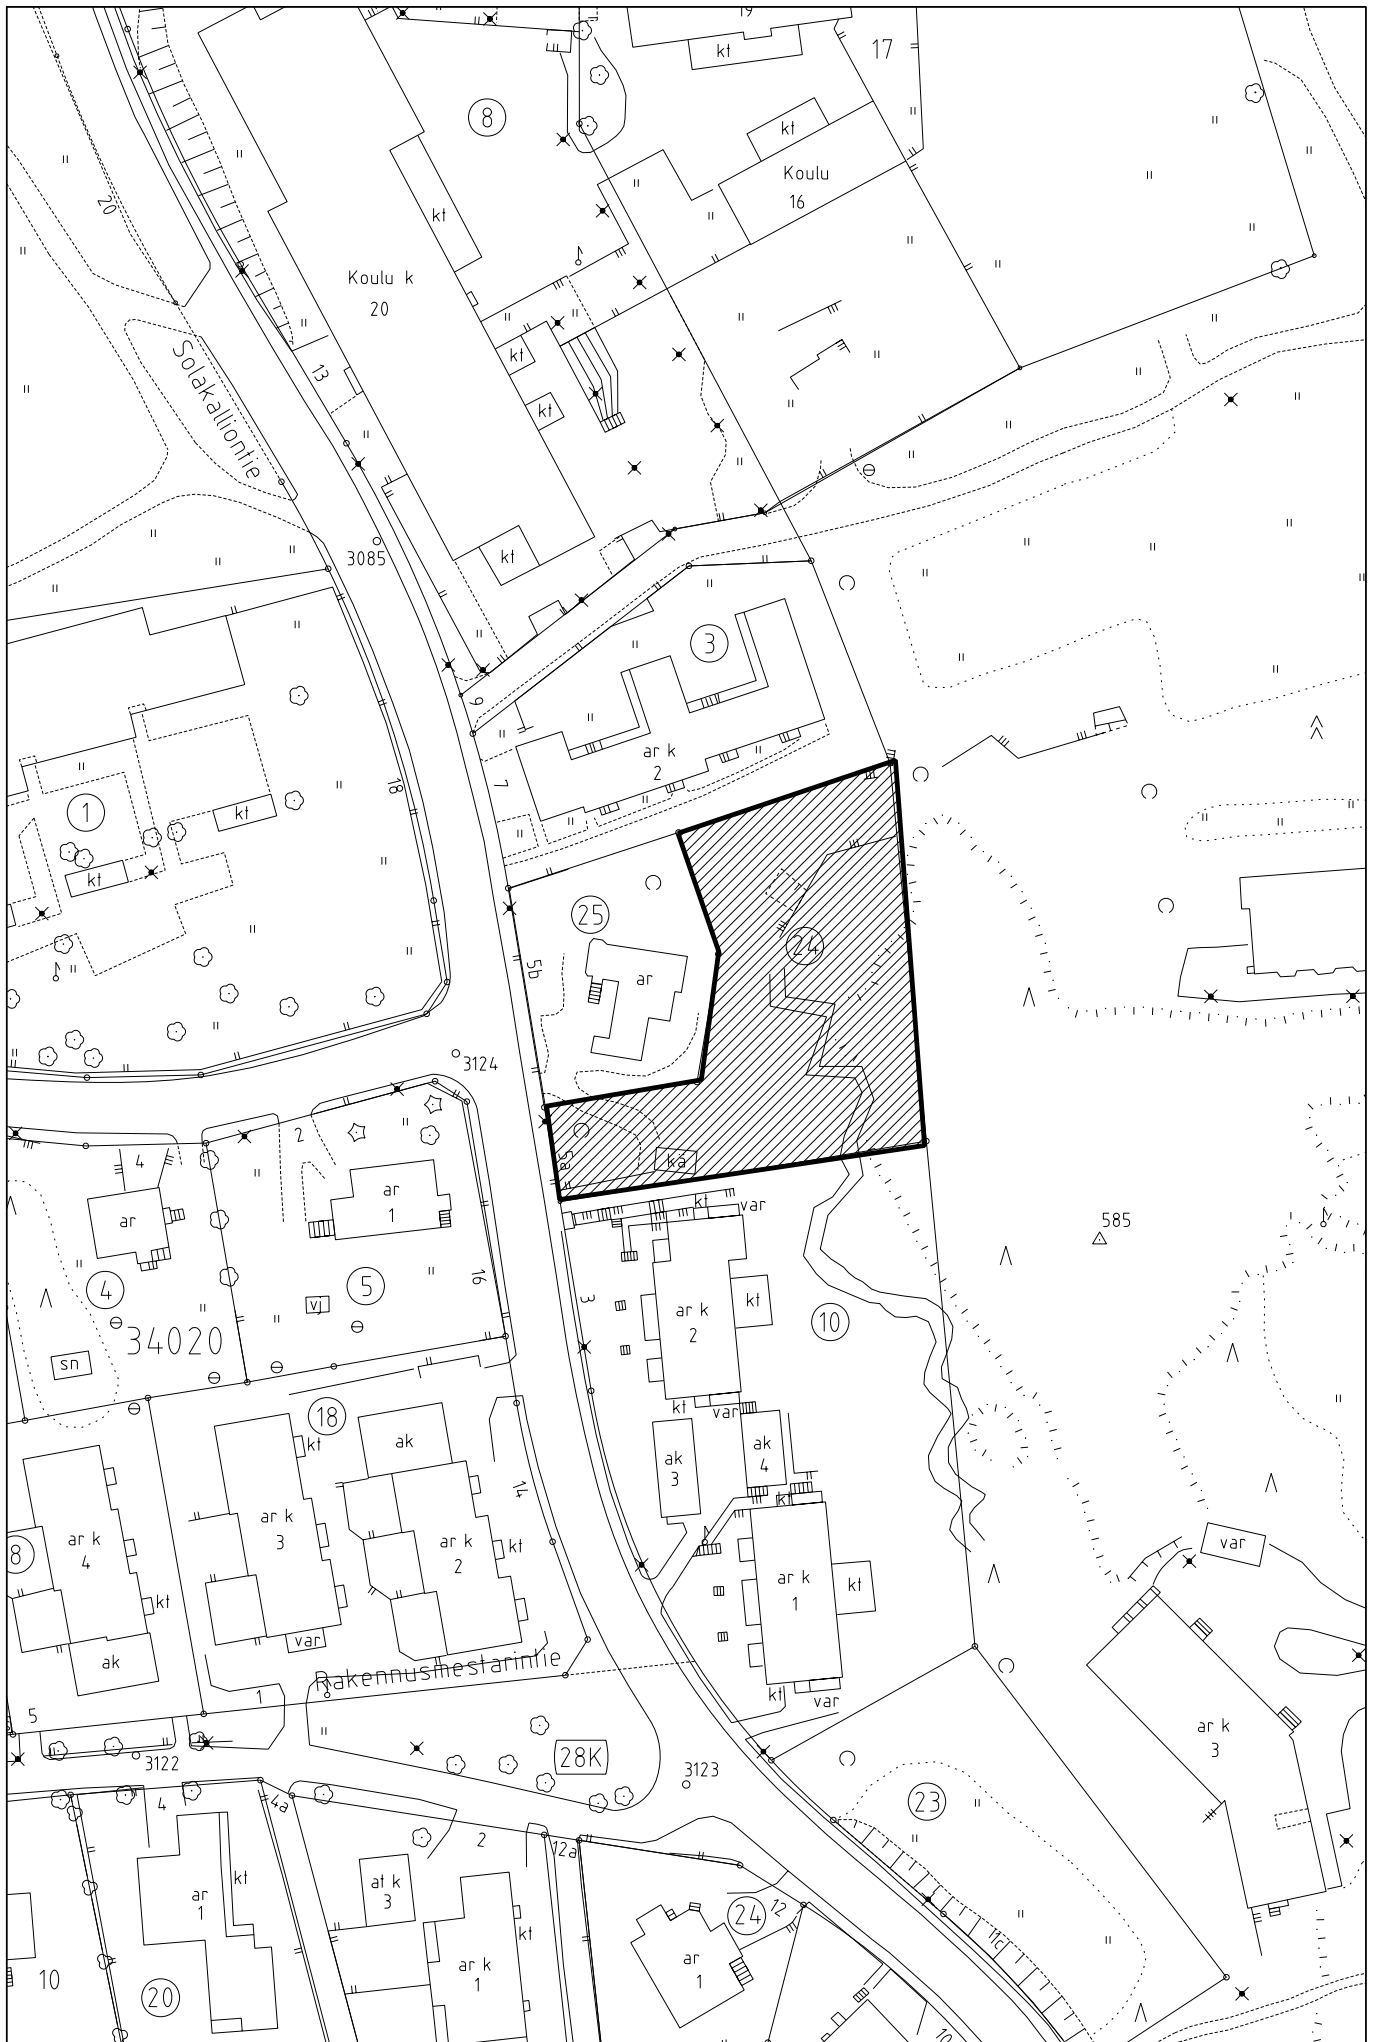 19
kt
17
8
kt
Koulu
16
kt
20
Koulu k
20
Solakalliontie
13
kt
kt
kt
3085
3
9
7
ar k
2
18
1
kt
kt
25
24
5b
ar
3124
2
4
5a
kä
kt
var
ar
ar
1
585
4
5
16
3
kt
ar k
2
10
vj
34020
sn
kt
var
18
kt
ak
ak
3
ak
4
14
kt
ar k
3
ar k
4
8
ar k
2
kt
kt
var
ar k
1
kt
var
ak
Rakennusmestarintie
kt
var
1
5
ar k
3
28K
3122
3123
4
4a
2
12a
23
kt
at k
3
ar
1
24
12
11c
kt
ar k
1
ar
1
10
20
10